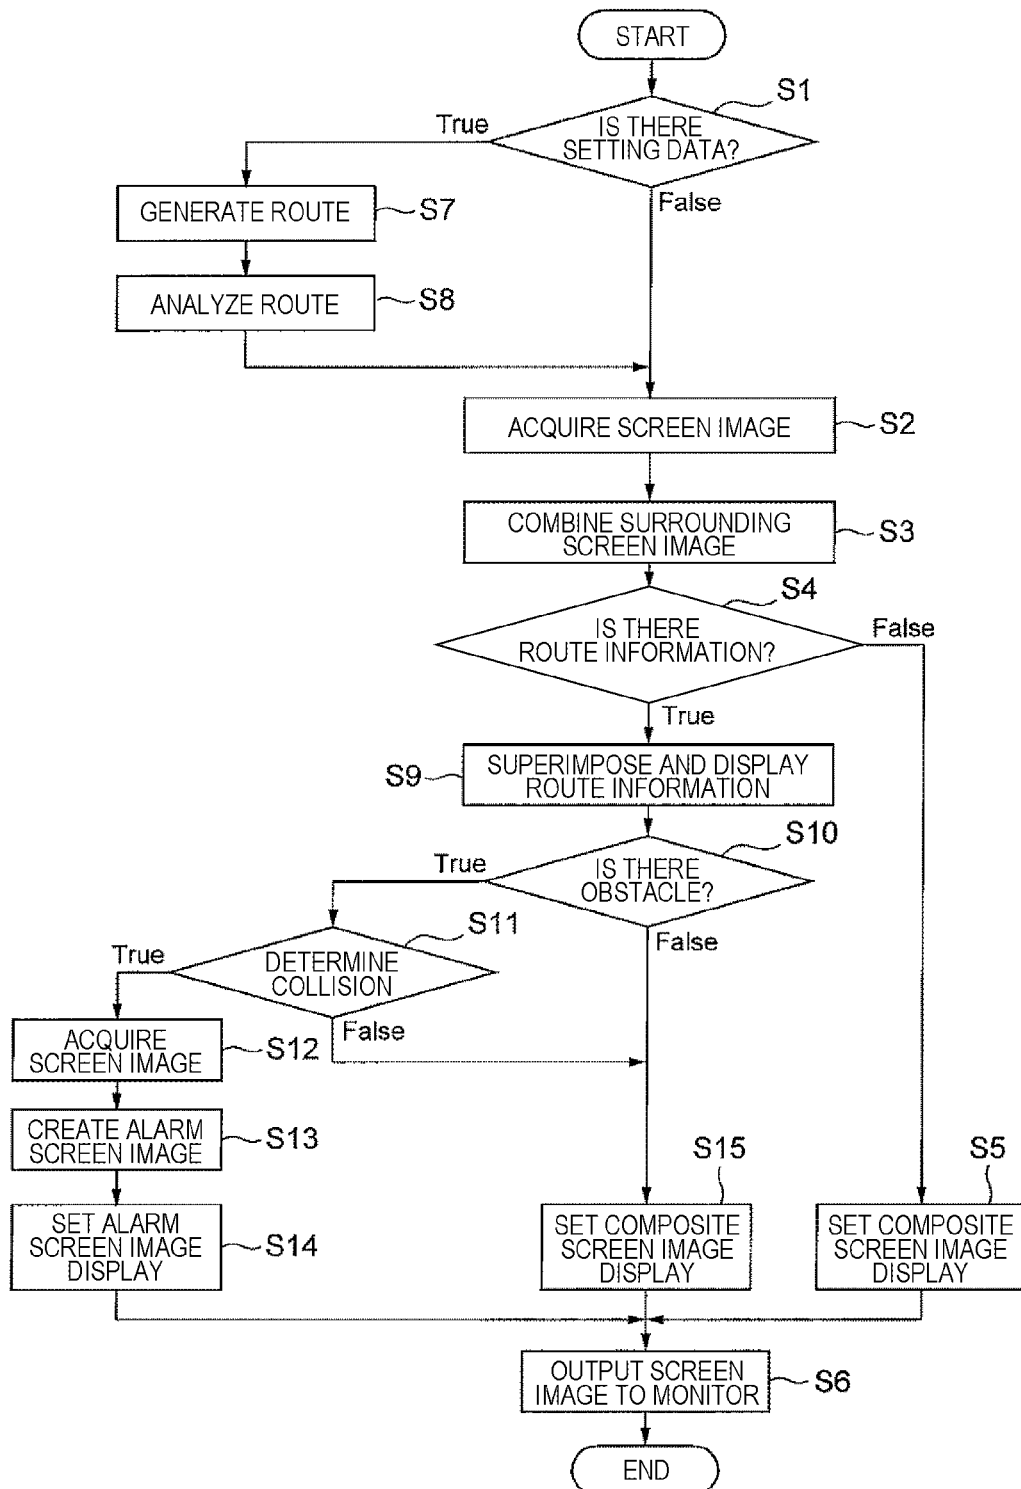 START
S1
True
IS THERE
SETTING DATA?
False
GENERATE ROUTE
S7
ANALYZE ROUTE
S8
ACQUIRE SCREEN IMAGE
S2
COMBINE SURROUNDING
SCREEN IMAGE
S3
S4
IS THERE
ROUTE INFORMATION?
False
True
S9
SUPERIMPOSE AND DISPLAY
ROUTE INFORMATION
S10
True
IS THERE
OBSTACLE?
False
S11
True
DETERMINE
COLLISION
False
ACQUIRE
SCREEN IMAGE
S12
CREATE ALARM
SCREEN IMAGE
S13
SET ALARM
SCREEN IMAGE
DISPLAY
S14
S15
SET COMPOSITE
SCREEN IMAGE
DISPLAY
S5
SET COMPOSITE
SCREEN IMAGE
DISPLAY
OUTPUT SCREEN
IMAGE TO MONITOR
S6
END